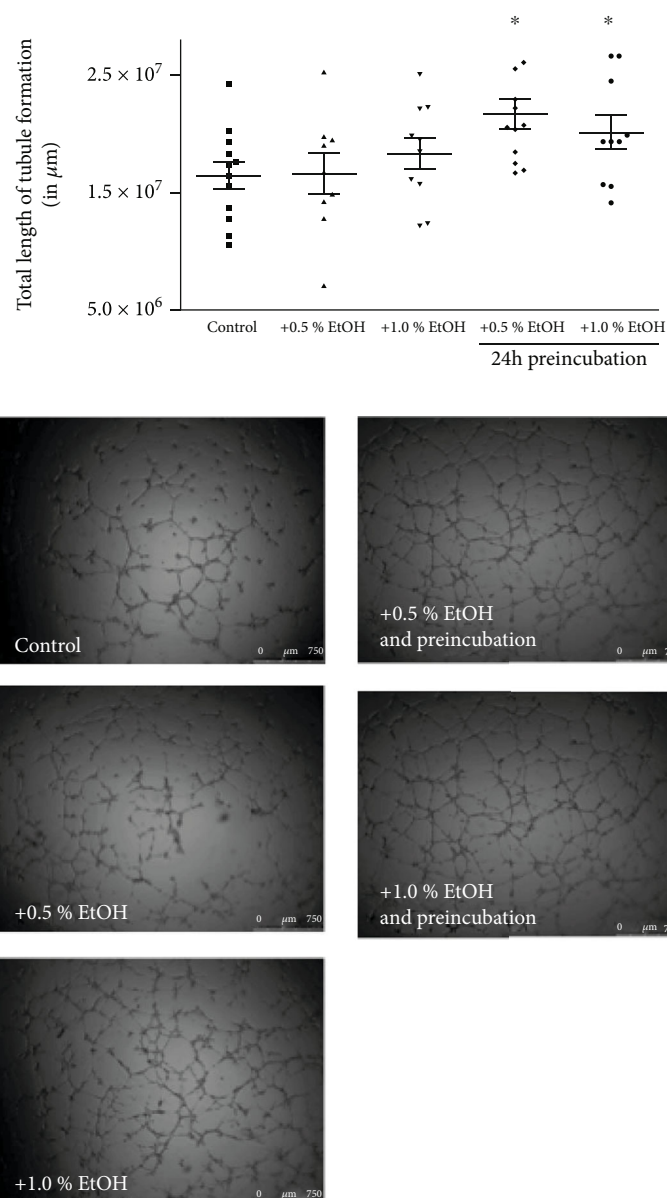 * *
Total length of tubule formation
(in μm)
2.5 × 10⁷
1.5 × 10⁷
5.0 × 10⁶
Control +0.5 % EtOH +1.0 % EtOH +0.5 % EtOH +1.0 % EtOH
24h preincubation
Control
0 μm 750
+0.5 % EtOH
and preincubation
0 μm 7
+0.5 % EtOH
0 μm 750
+1.0 % EtOH
and preincubation
0 μm 7
+1.0 % EtOH
0 μm 750